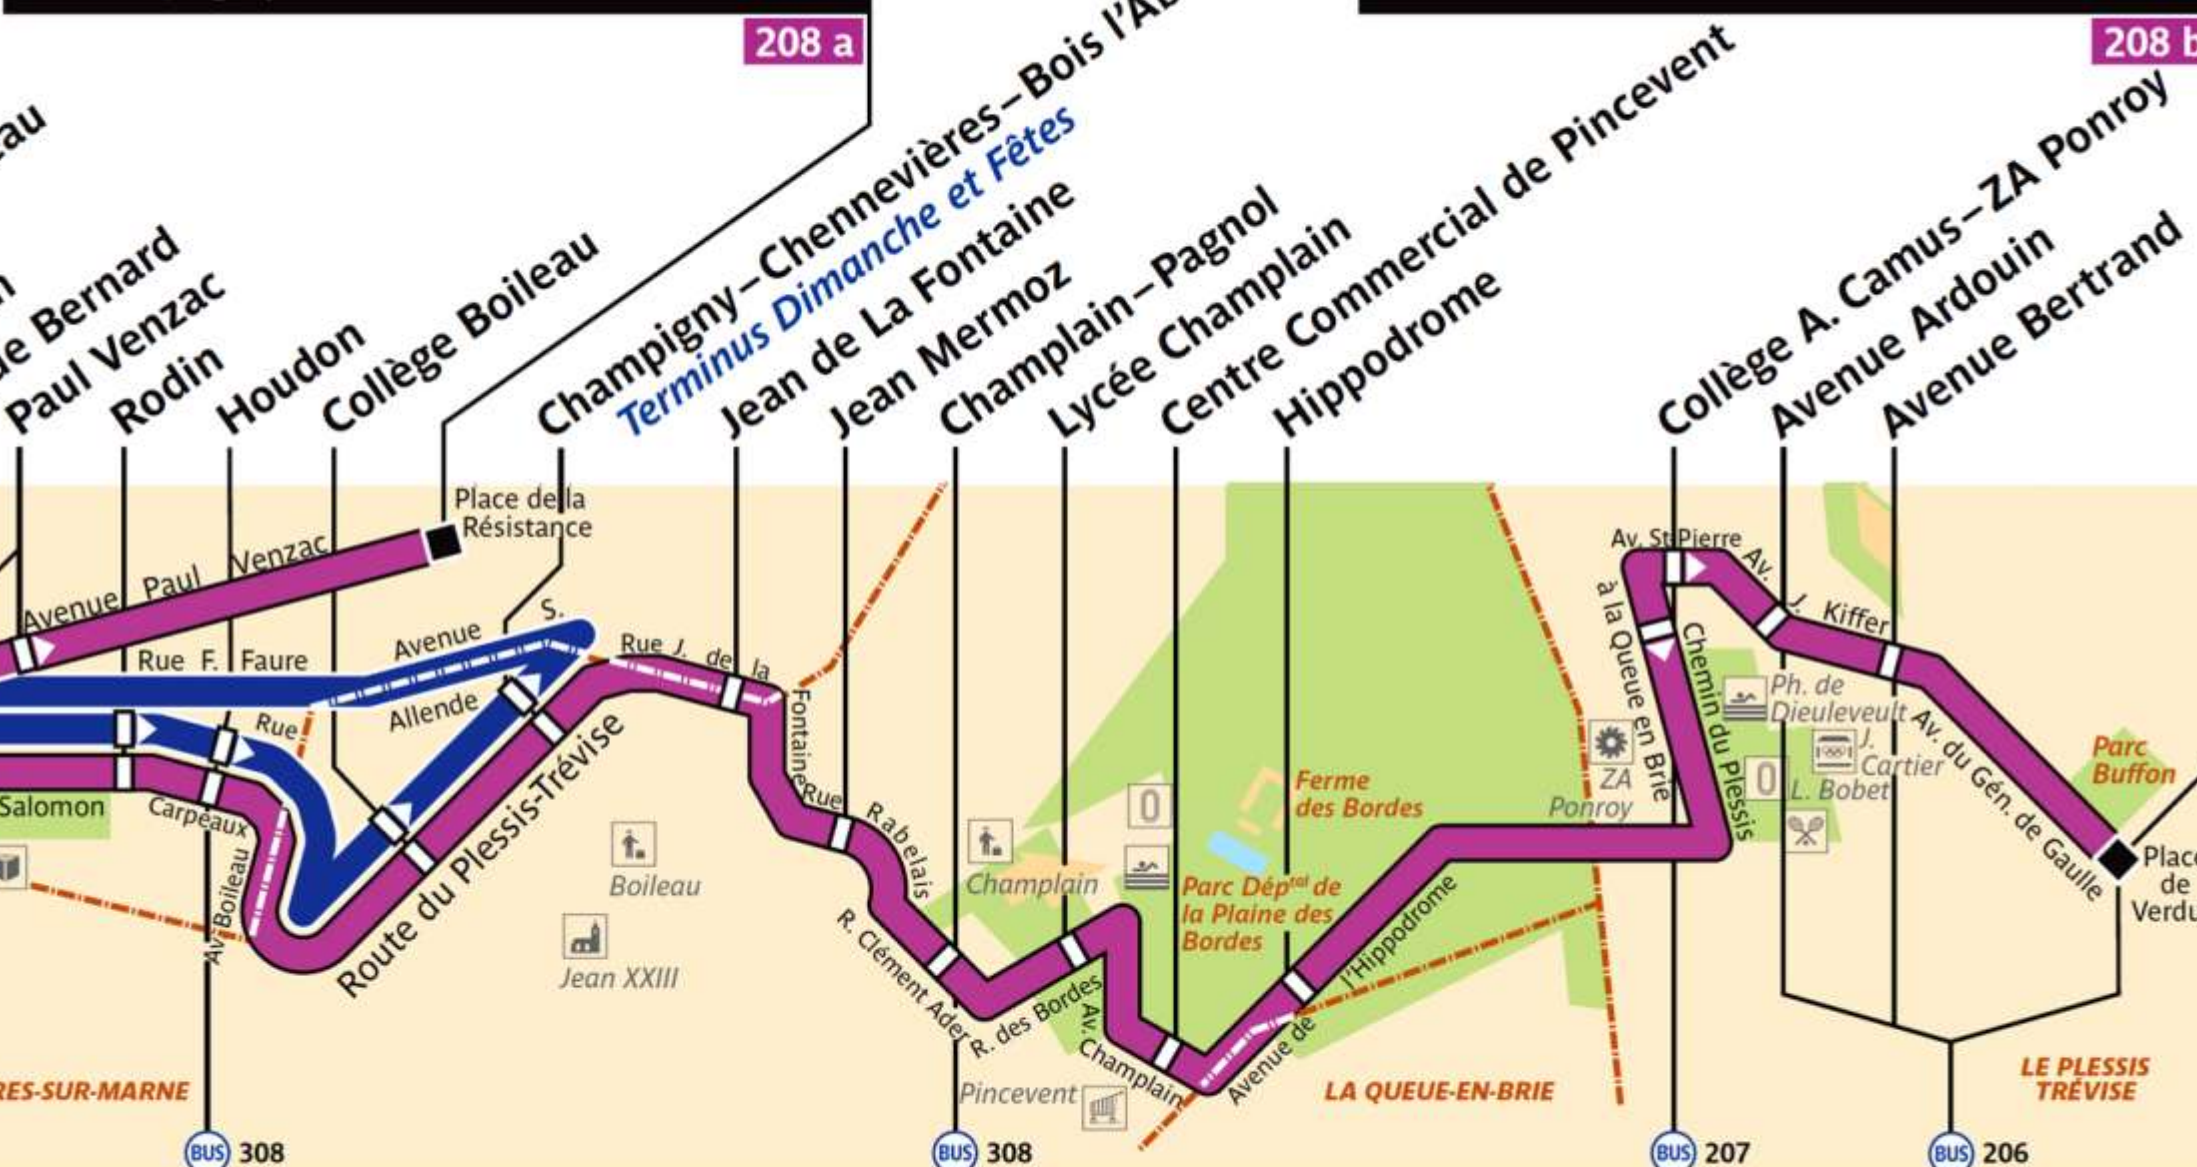 208 a
208 b
de Bernard
Paul Venzac
Rodin
Houdon
Collège Boileau
Champigny–Chennevières–Bois l'Ab
Terminus Dimanche et Fêtes
Jean de La Fontaine
Jean Mermoz
Champlain–Pagnol
Lycée Champlain
Centre Commercial de Pincevent
Hippodrome
Collège A. Camus–ZA Ponroy
Avenue Ardouin
Avenue Bertrand
Place de la
Résistance
Avenue Paul Venzac
Rue F. Faure
Avenue S.
Allende
Rue
Carpeaux
Salomon
Av. Boileau
Route du Plessis-Trévise
Rue J. de la
Fontaine
Rue Rabelais
R. Clément Ader
R. des Bordes
Av.
Champlain
Avenue de
l'Hippodrome
Boileau
Jean XXIII
Champlain
Pincevent
Ferme
des Bordes
Parc Déptal de
la Plaine des
Bordes
ZA
Ponroy
Av. St Pierre
Av.
J. Kiffer
à la Queue en Brie
Chemin du Plessis
Ph. de
Dieuleveult
J.
Cartier
L. Bobet
Av. du Gén. de Gaulle
Parc
Buffon
Place
de
Verdu
RES-SUR-MARNE
LA QUEUE-EN-BRIE
LE PLESSIS
TRÉVISE
BUS 308
BUS 308
BUS 207
BUS 206